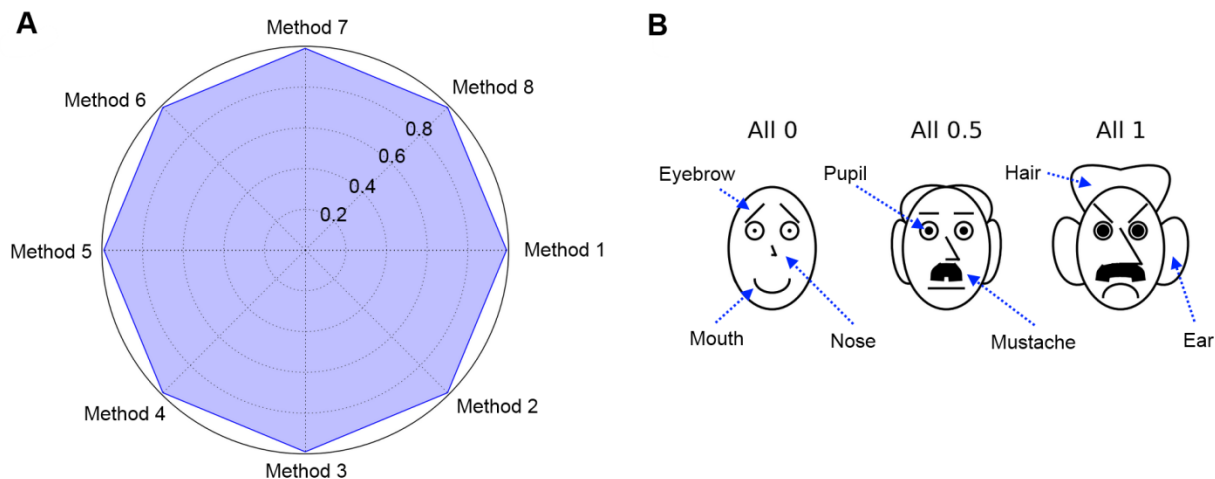 A
Method 7
Method 6
Method 8
0.8
0.6
0.4
0.2
Method 5
Method 1
Method 4
Method 2
Method 3
B
All 0
All 0.5
All 1
Eyebrow
Pupil
Hair
Mouth
Nose
Mustache
Ear